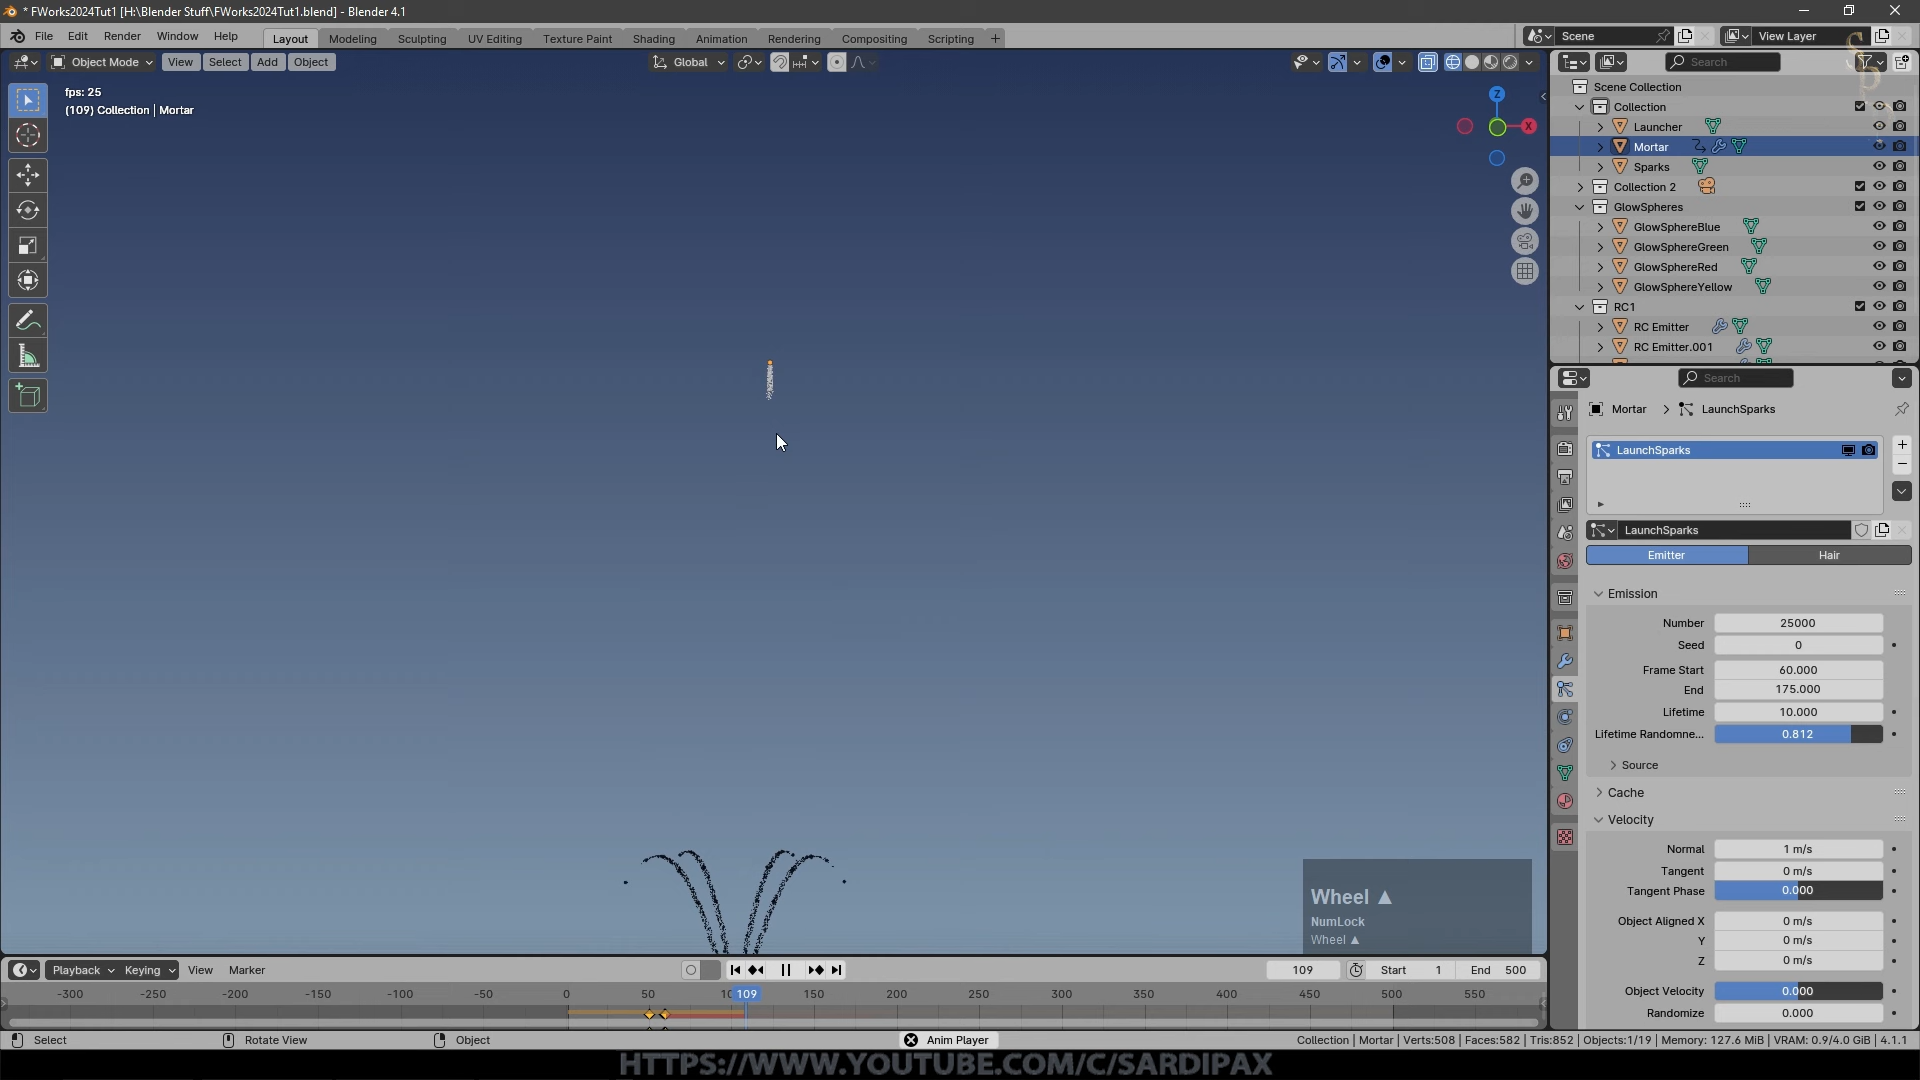 * FWorks2024Tut1 [H:\Blender Stuff\FWorks2024Tut1.blend] - Blender 4.1
File Edit Render Window Help Layout Modeling Sculpting UV Editing Texture Paint Shading Animation Rendering Compositing Scripting + Scene View Layer
Object Mode View Select Add Object Global Search
fps: 25
(109) Collection | Mortar
Z
X
Scene Collection
Collection
Launcher
Mortar
Sparks
Collection 2
GlowSpheres
GlowSphereBlue
GlowSphereGreen
GlowSphereRed
GlowSphereYellow
RC1
RC Emitter
RC Emitter.001
Search
Mortar > LaunchSparks
LaunchSparks
LaunchSparks
Emitter Hair
Emission
Number 25000
Seed 0
Frame Start 60.000
End 175.000
Lifetime 10.000
Lifetime Randomne... 0.812
Source
Cache
Velocity
Normal 1 m/s
Tangent 0 m/s
Tangent Phase 0.000
Object Aligned X 0 m/s
Y 0 m/s
Z 0 m/s
Object Velocity 0.000
Randomize 0.000
Wheel ▲
NumLock
Wheel ▲
Playback Keying View Marker 109 Start 1 End 500
-300 -250 -200 -150 -100 -50 0 50 10 109 150 200 250 300 350 400 450 500 550
Select Rotate View Object Anim Player Collection | Mortar | Verts:508 | Faces:582 | Tris:852 | Objects:1/19 | Memory: 127.6 MiB | VRAM: 0.9/4.0 GiB | 4.1.1
HTTPS://WWW.YOUTUBE.COM/C/SARDIPAX